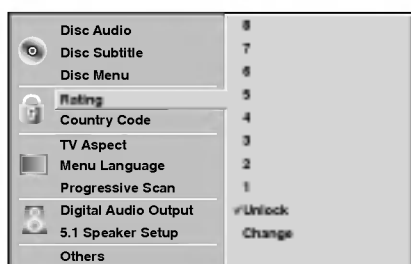 Disc Audio
Disc Subtitle
Disc Menu
Rating
Country Code
TV Aspect
Menu Language
Progressive Scan
Digital Audio Output
5.1 Speaker Setup
Others
8
7
6
5
4
3
2
1
✓Unlock
Change